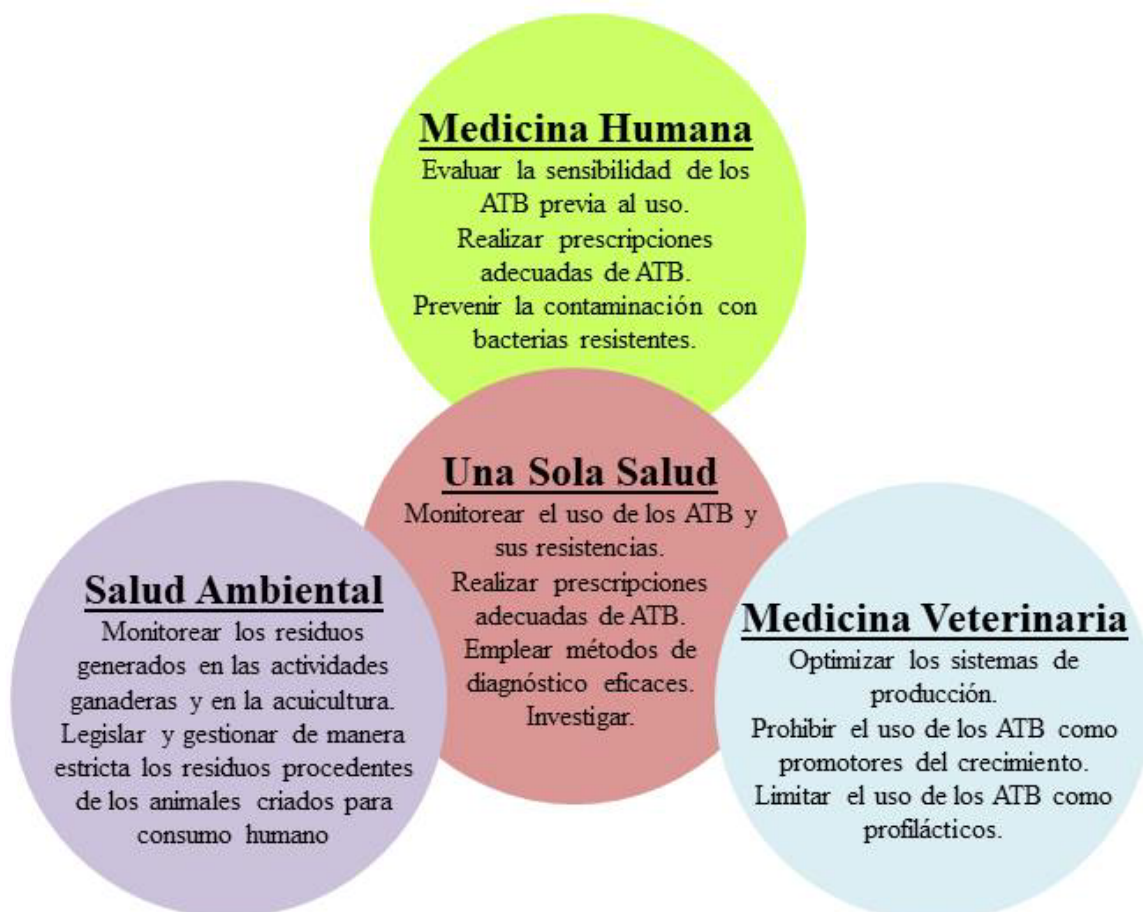 Medicina Humana
Evaluar la sensibilidad de los
ATB previa al uso.
Realizar prescripciones
adecuadas de ATB.
Prevenir la contaminación con
bacterias resistentes.
Una Sola Salud
Monitorear el uso de los ATB y
sus resistencias.
Realizar prescripciones
adecuadas de ATB.
Emplear métodos de
diagnóstico eficaces.
Investigar.
Salud Ambiental
Monitorear los residuos
generados en las actividades
ganaderas y en la acuicultura.
Legislar y gestionar de manera
estricta los residuos procedentes
de los animales criados para
consumo humano
Medicina Veterinaria
Optimizar los sistemas de
producción.
Prohibir el uso de los ATB como
promotores del crecimiento.
Limitar el uso de los ATB como
profilácticos.